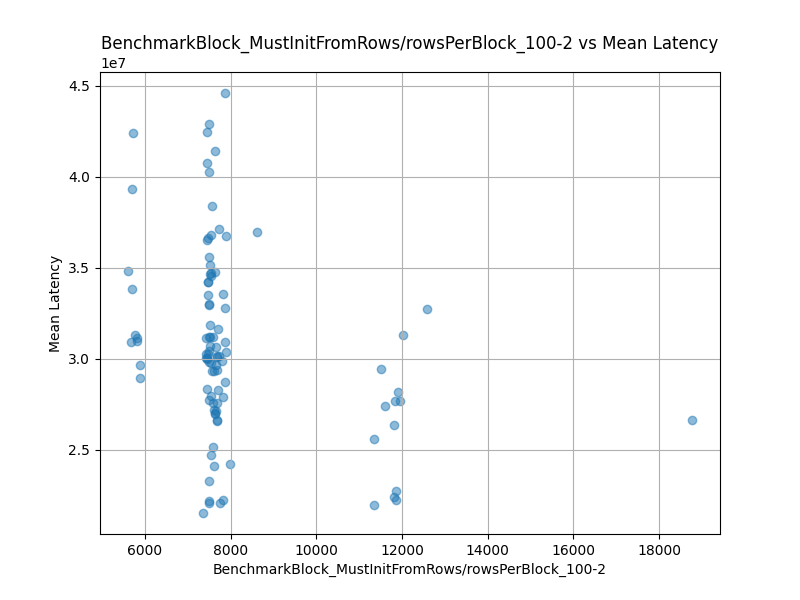 BenchmarkBlock_MustInitFromRows/rowsPerBlock_100-2 vs Mean Latency
1e7
4.5
4.0
3.5
3.0
2.5
Mean Latency
6000 8000 10000 12000 14000 16000 18000
BenchmarkBlock_MustInitFromRows/rowsPerBlock_100-2